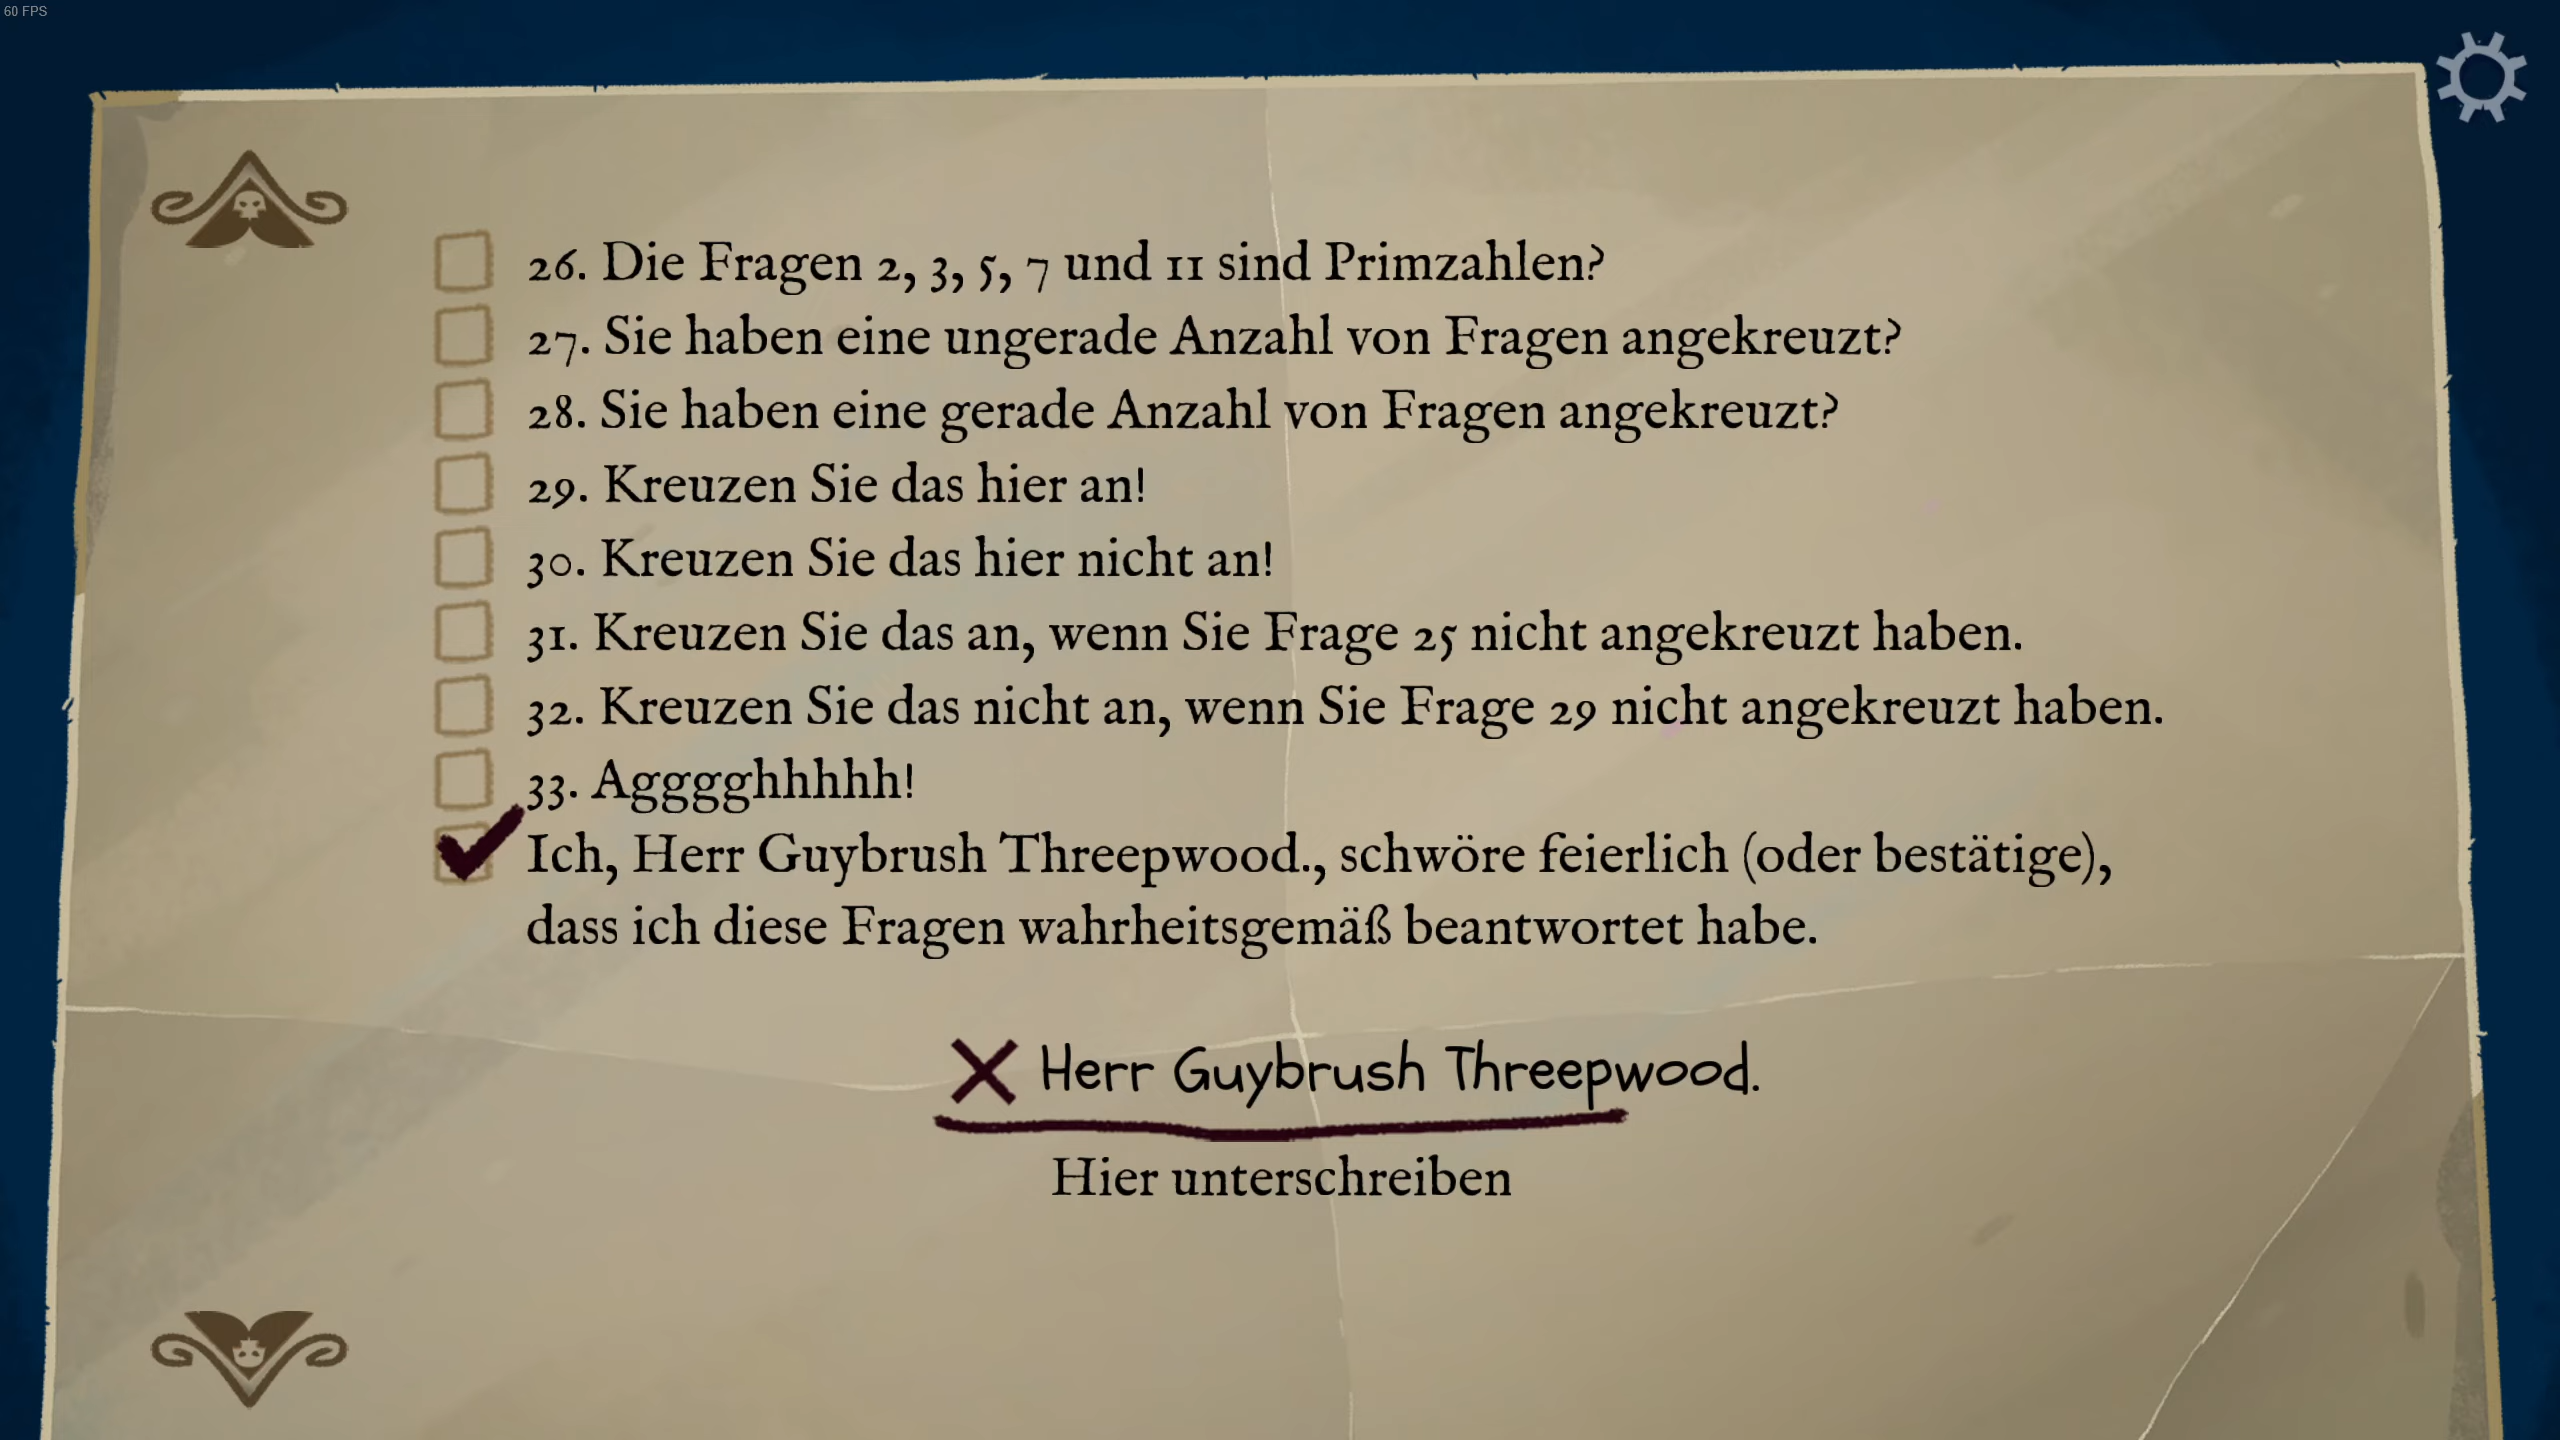 60 FPS
26. Die Fragen 2, 3, 5, 7 und 11 sind Primzahlen?
27. Sie haben eine ungerade Anzahl von Fragen angekreuzt?
28. Sie haben eine gerade Anzahl von Fragen angekreuzt?
29. Kreuzen Sie das hier an!
30. Kreuzen Sie das hier nicht an!
31. Kreuzen Sie das an, wenn Sie Frage 25 nicht angekreuzt haben.
32. Kreuzen Sie das nicht an, wenn Sie Frage 29 nicht angekreuzt haben.
33. Agggghhhhh!
Ich, Herr Guybrush Threepwood., schwöre feierlich (oder bestätige),
dass ich diese Fragen wahrheitsgemäß beantwortet habe.
Herr Guybrush Threepwood.
Hier unterschreiben